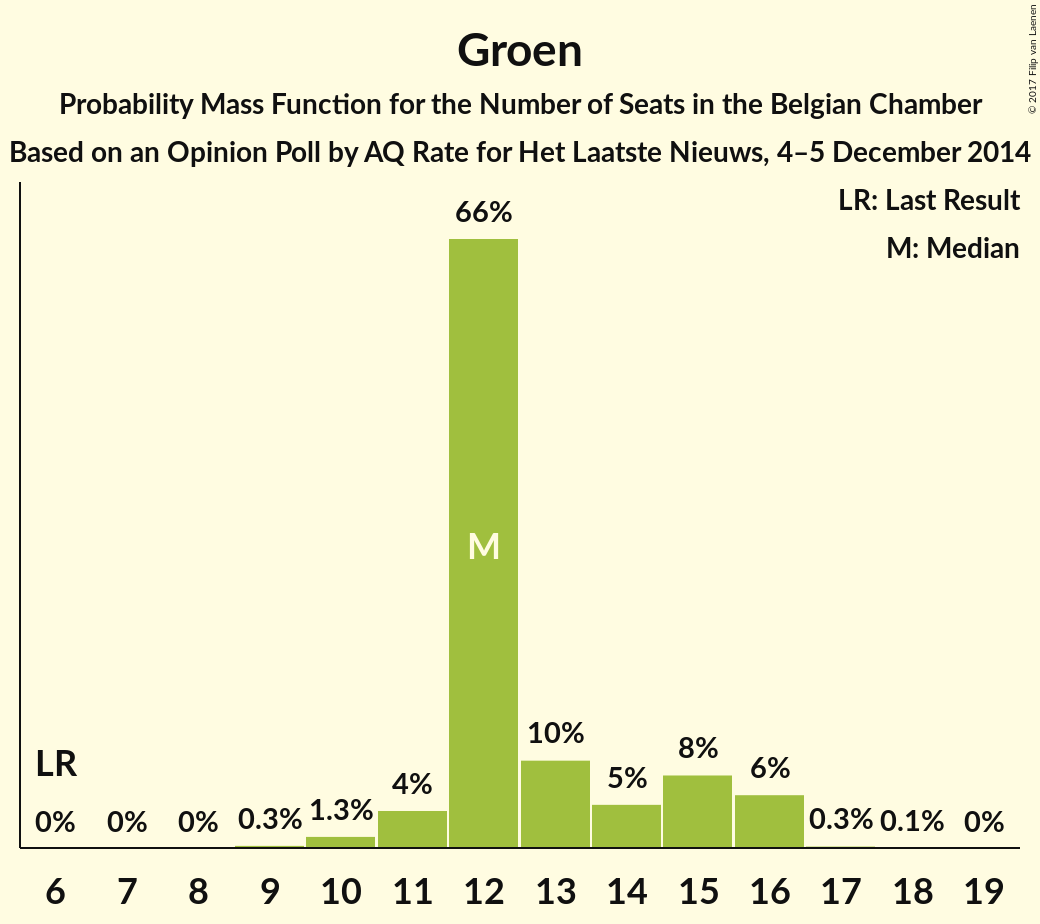 Groen
Probability Mass Function for the Number of Seats in the Belgian Chamber
Based on an Opinion Poll by AQ Rate for Het Laatste Nieuws, 4–5 December 2014
© 2017 Filip van Laenen
LR: Last Result
M: Median
66%
M
10%
8%
6%
5%
4%
LR
0% 0% 0% 0.3% 1.3% 0.3% 0.1% 0%
6 7 8 9 10 11 12 13 14 15 16 17 18 19